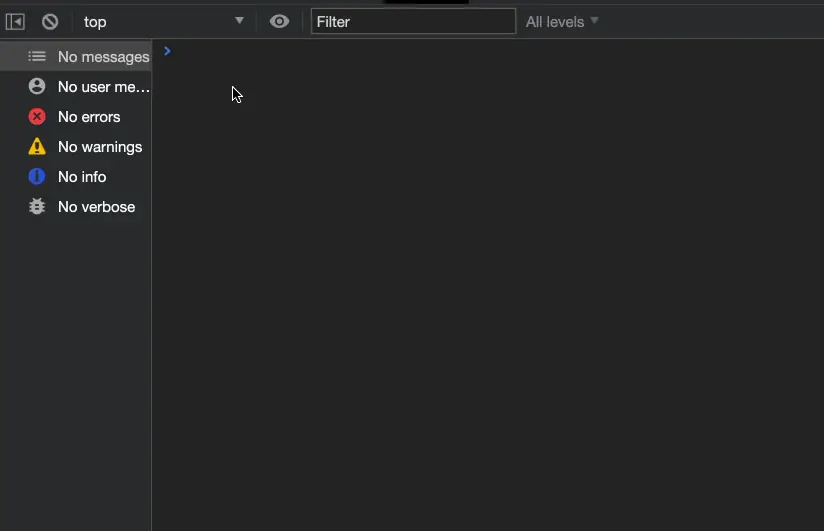 top
Filter
All levels
No messages
No user me...
No errors
No warnings
No info
No verbose